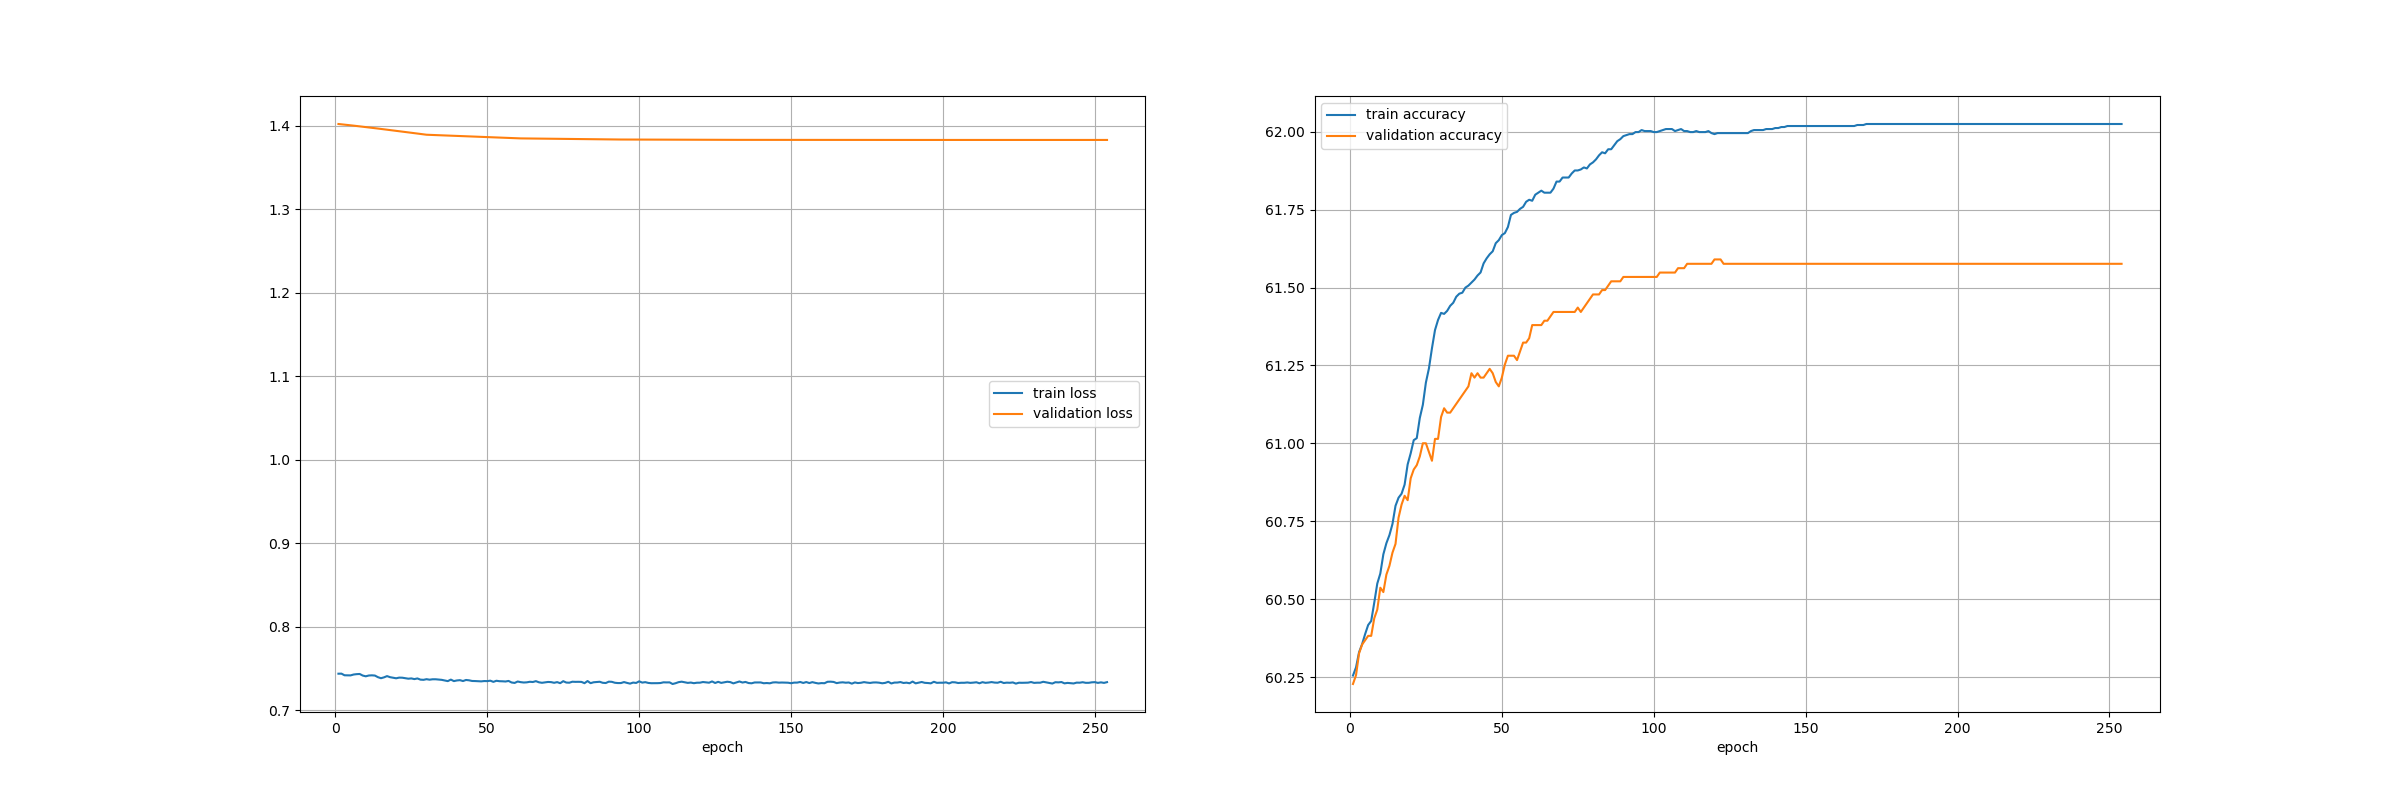 1.4
1.3
1.2
1.1
1.0
0.9
0.8
0.7
train loss
validation loss
0 50 100 150 200 250
epoch
train accuracy
validation accuracy
62.00
61.75
61.50
61.25
61.00
60.75
60.50
60.25
0 50 100 150 200 250
epoch